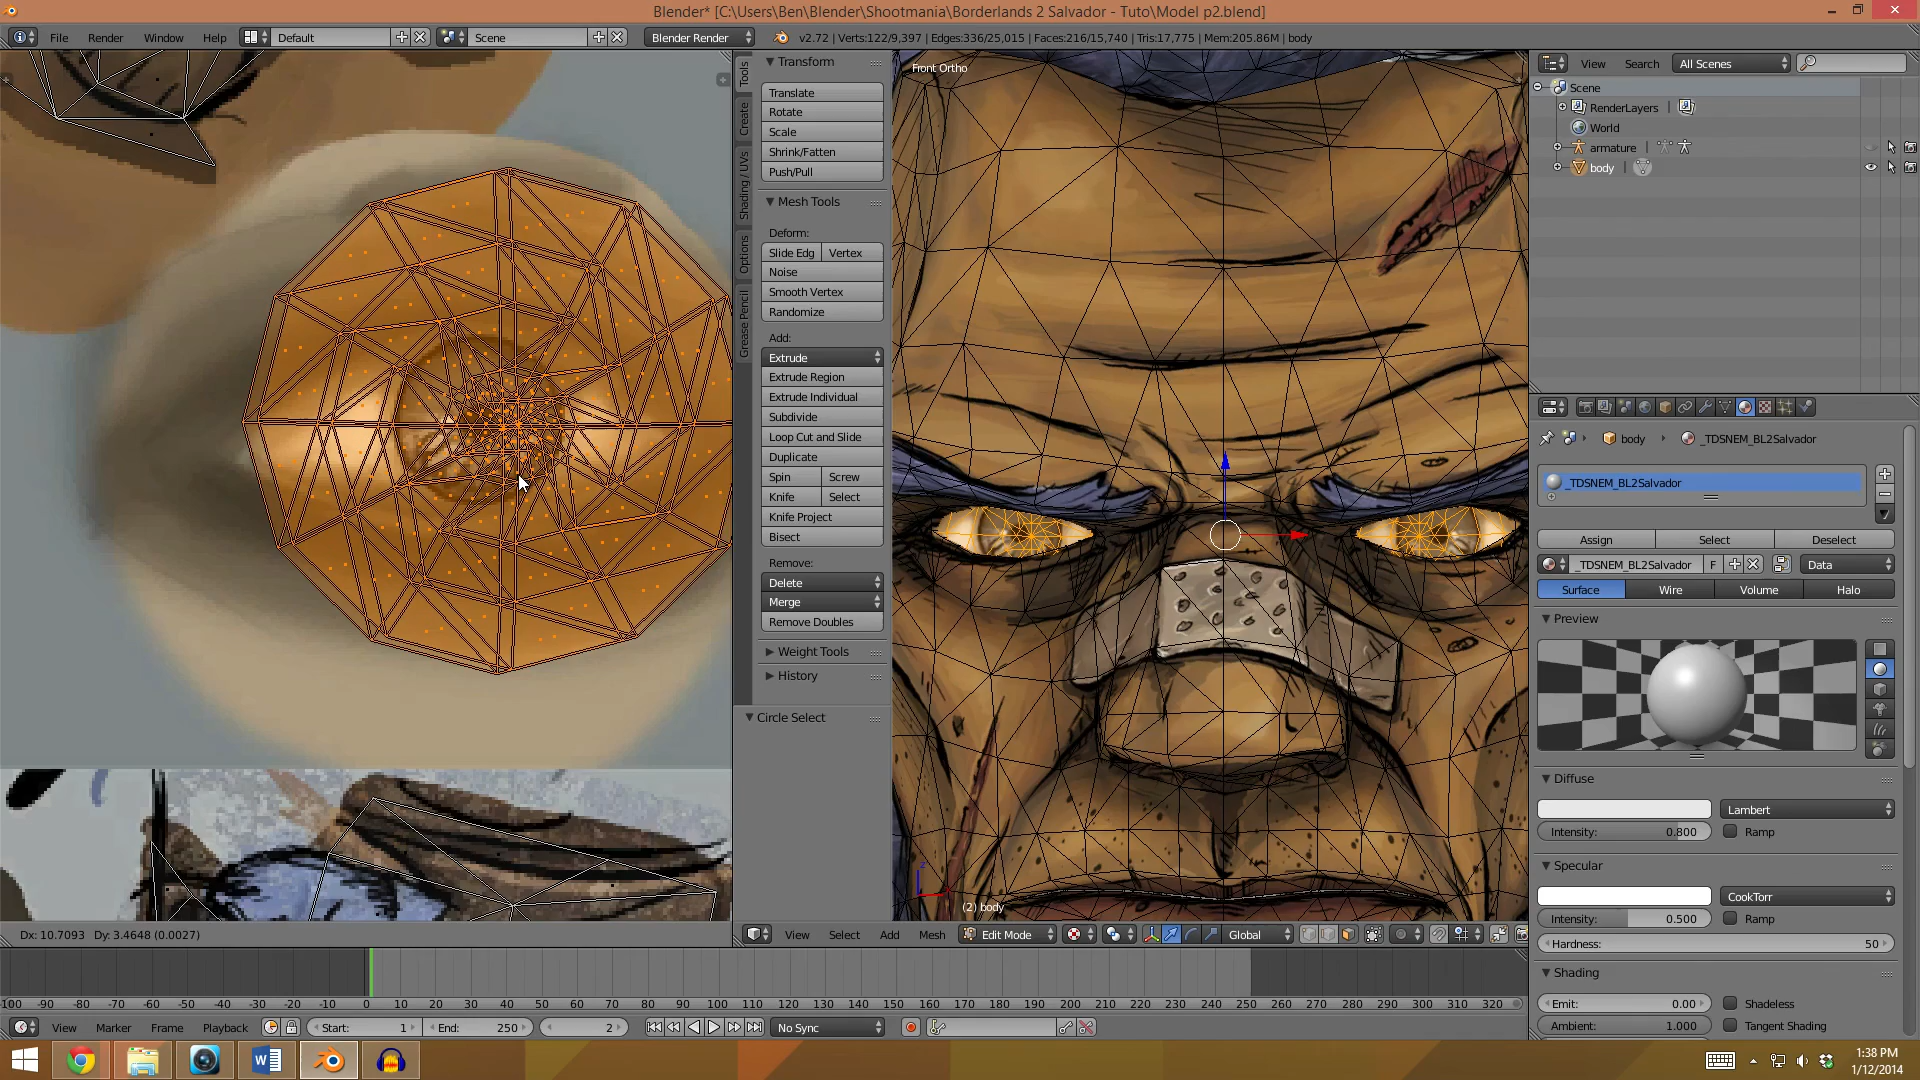 Blender* [C:\Users\Ben\Blender\Shootmania\Borderlands 2 Salvador - Tuto\Model p2.blend]
File Render Window Help Default Scene Blender Render v2.72 | Verts:122/9,397 | Edges:336/25,015 | Faces:216/15,740 | Tris:17,775 | Mem:205.86M | body
Tools
Create
Shading / UVs
Options
Grease Pencil
Transform
Translate
Rotate
Scale
Shrink/Fatten
Push/Pull
Mesh Tools
Deform:
Slide Edg Vertex
Noise
Smooth Vertex
Randomize
Add:
Extrude
Extrude Region
Extrude Individual
Subdivide
Loop Cut and Slide
Duplicate
Spin Screw
Knife Select
Knife Project
Bisect
Remove:
Delete
Merge
Remove Doubles
Weight Tools
History
Circle Select
Front Ortho
(2) body
View Select Add Mesh Edit Mode Global
Dx: 10.7093 Dy: 3.4648 (0.0027)
View Search All Scenes
Scene
RenderLayers
World
armature
body
body _TDSNEM_BL2Salvador
_TDSNEM_BL2Salvador
Assign Select Deselect
_TDSNEM_BL2Salvador F Data
Surface Wire Volume Halo
Preview
Diffuse
Lambert
Intensity: 0.800 Ramp
Specular
CookTorr
Intensity: 0.500 Ramp
Hardness: 50
Shading
Emit: 0.00 Shadeless
Ambient: 1.000 Tangent Shading
-100 -90 -80 -70 -60 -50 -40 -30 -20 -10 0 10 20 30 40 50 60 70 80 90 100 110 120 130 140 150 160 170 180 190 200 210 220 230 240 250 260 270 280 290 300 310 320
View Marker Frame Playback Start: 1 End: 250 2 No Sync
1:38 PM
1/12/2014